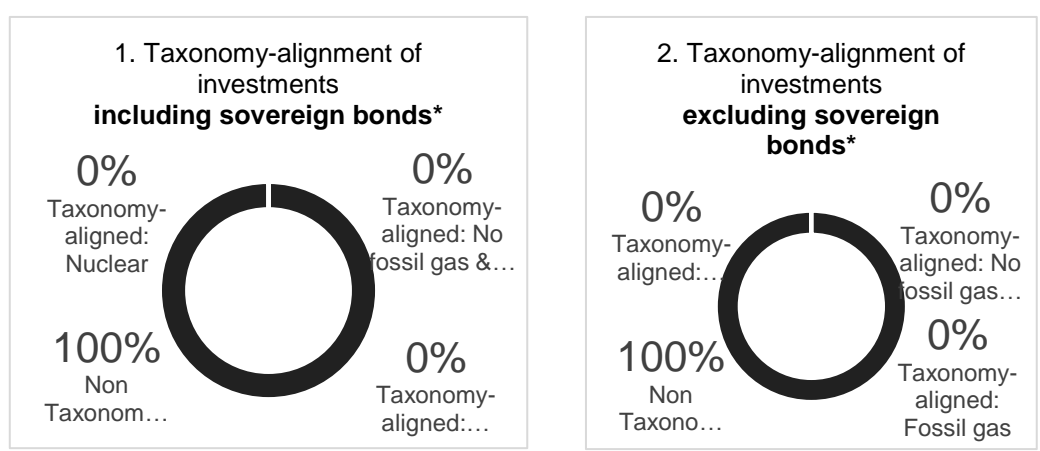 1. Taxonomy-alignment of
investments
including sovereign bonds*
0%
Taxonomy-
aligned:
Nuclear
0%
Taxonomy-
aligned: No
fossil gas &…
100%
Non
Taxonom…
0%
Taxonomy-
aligned:…
2. Taxonomy-alignment of
investments
excluding sovereign
bonds*
0%
Taxonomy-
aligned:…
0%
Taxonomy-
aligned: No
fossil gas…
100%
Non
Taxono…
0%
Taxonomy-
aligned:
Fossil gas